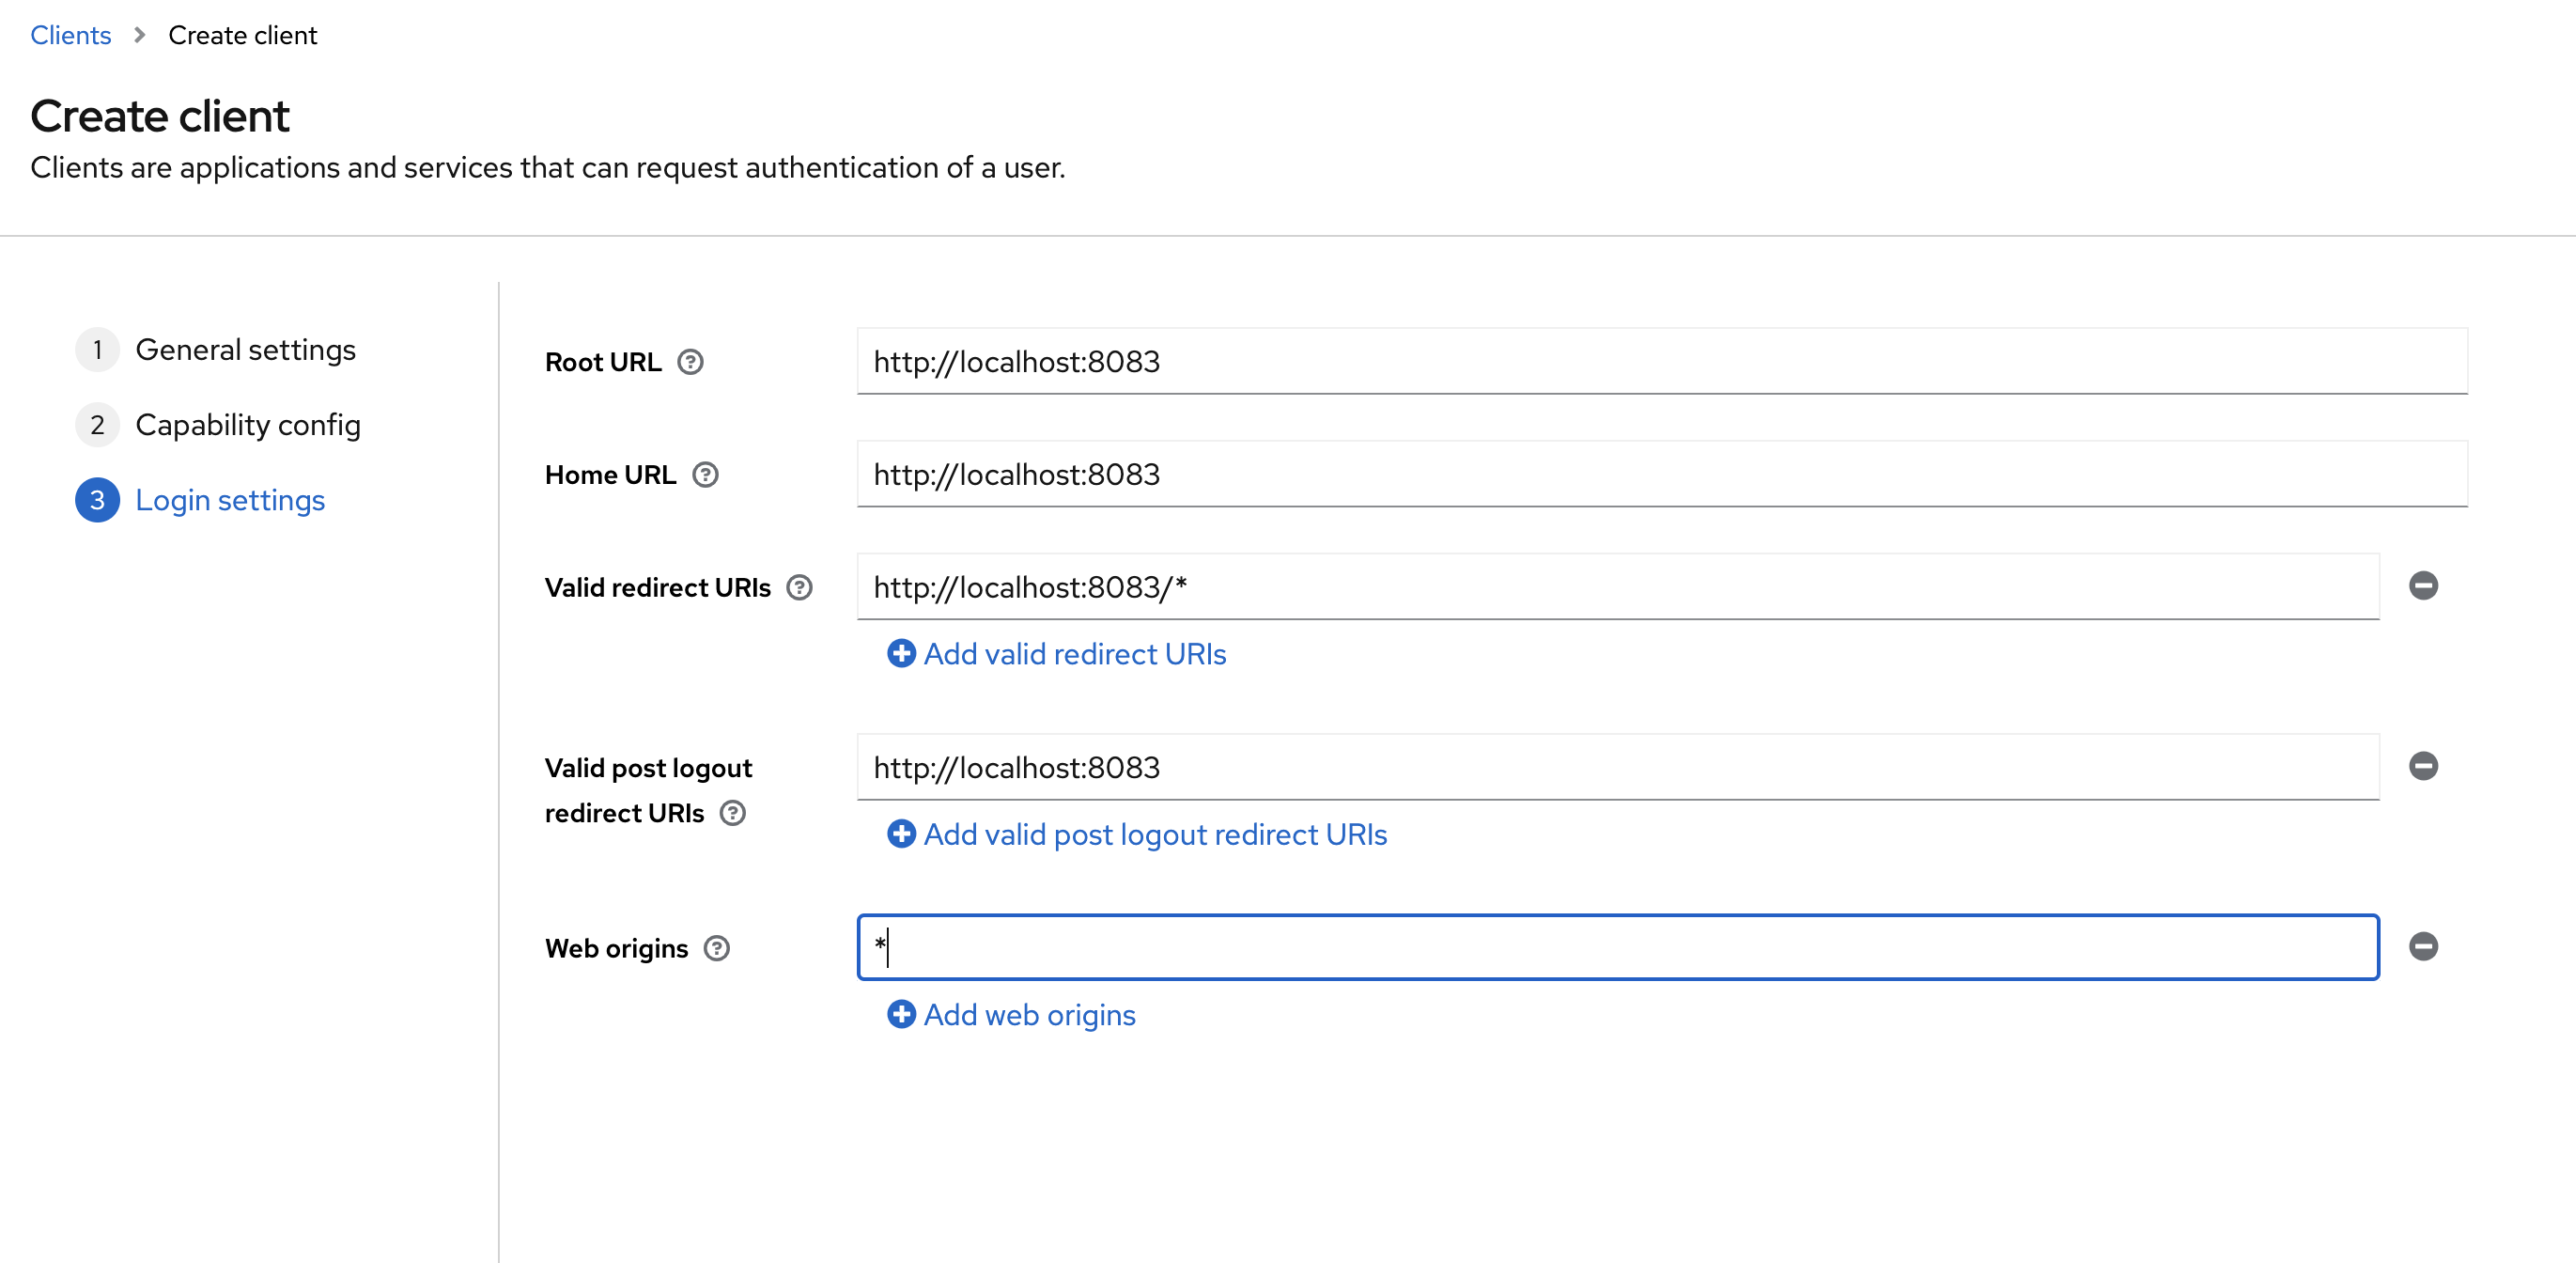 Clients > Create client
Create client
Clients are applications and services that can request authentication of a user.
1 General settings
2 Capability config
3 Login settings
Root URL ? http://localhost:8083
Home URL ? http://localhost:8083
Valid redirect URIs ? http://localhost:8083/*
Add valid redirect URIs
Valid post logout
redirect URIs ? http://localhost:8083
Add valid post logout redirect URIs
Web origins ? *
Add web origins